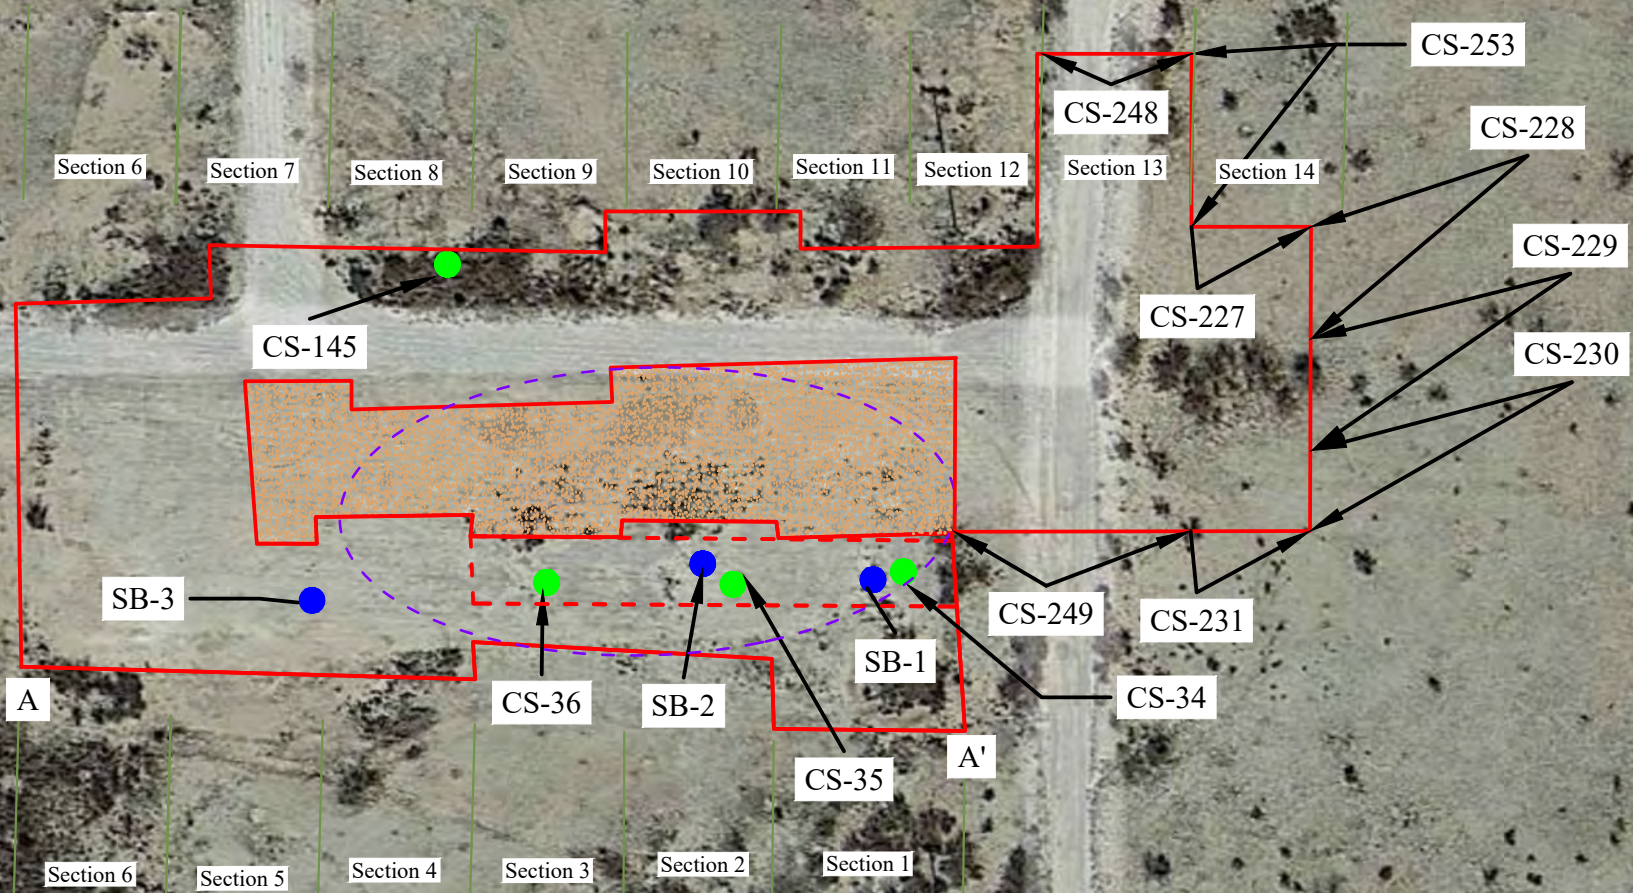 CS-253
CS-248
CS-228
Section 6
Section 7
Section 8
Section 9
Section 10
Section 11
Section 12
Section 13
Section 14
CS-229
CS-227
CS-145
CS-230
SB-3
CS-249
CS-231
SB-1
A
CS-36
SB-2
CS-34
A'
CS-35
Section 6
Section 5
Section 4
Section 3
Section 2
Section 1